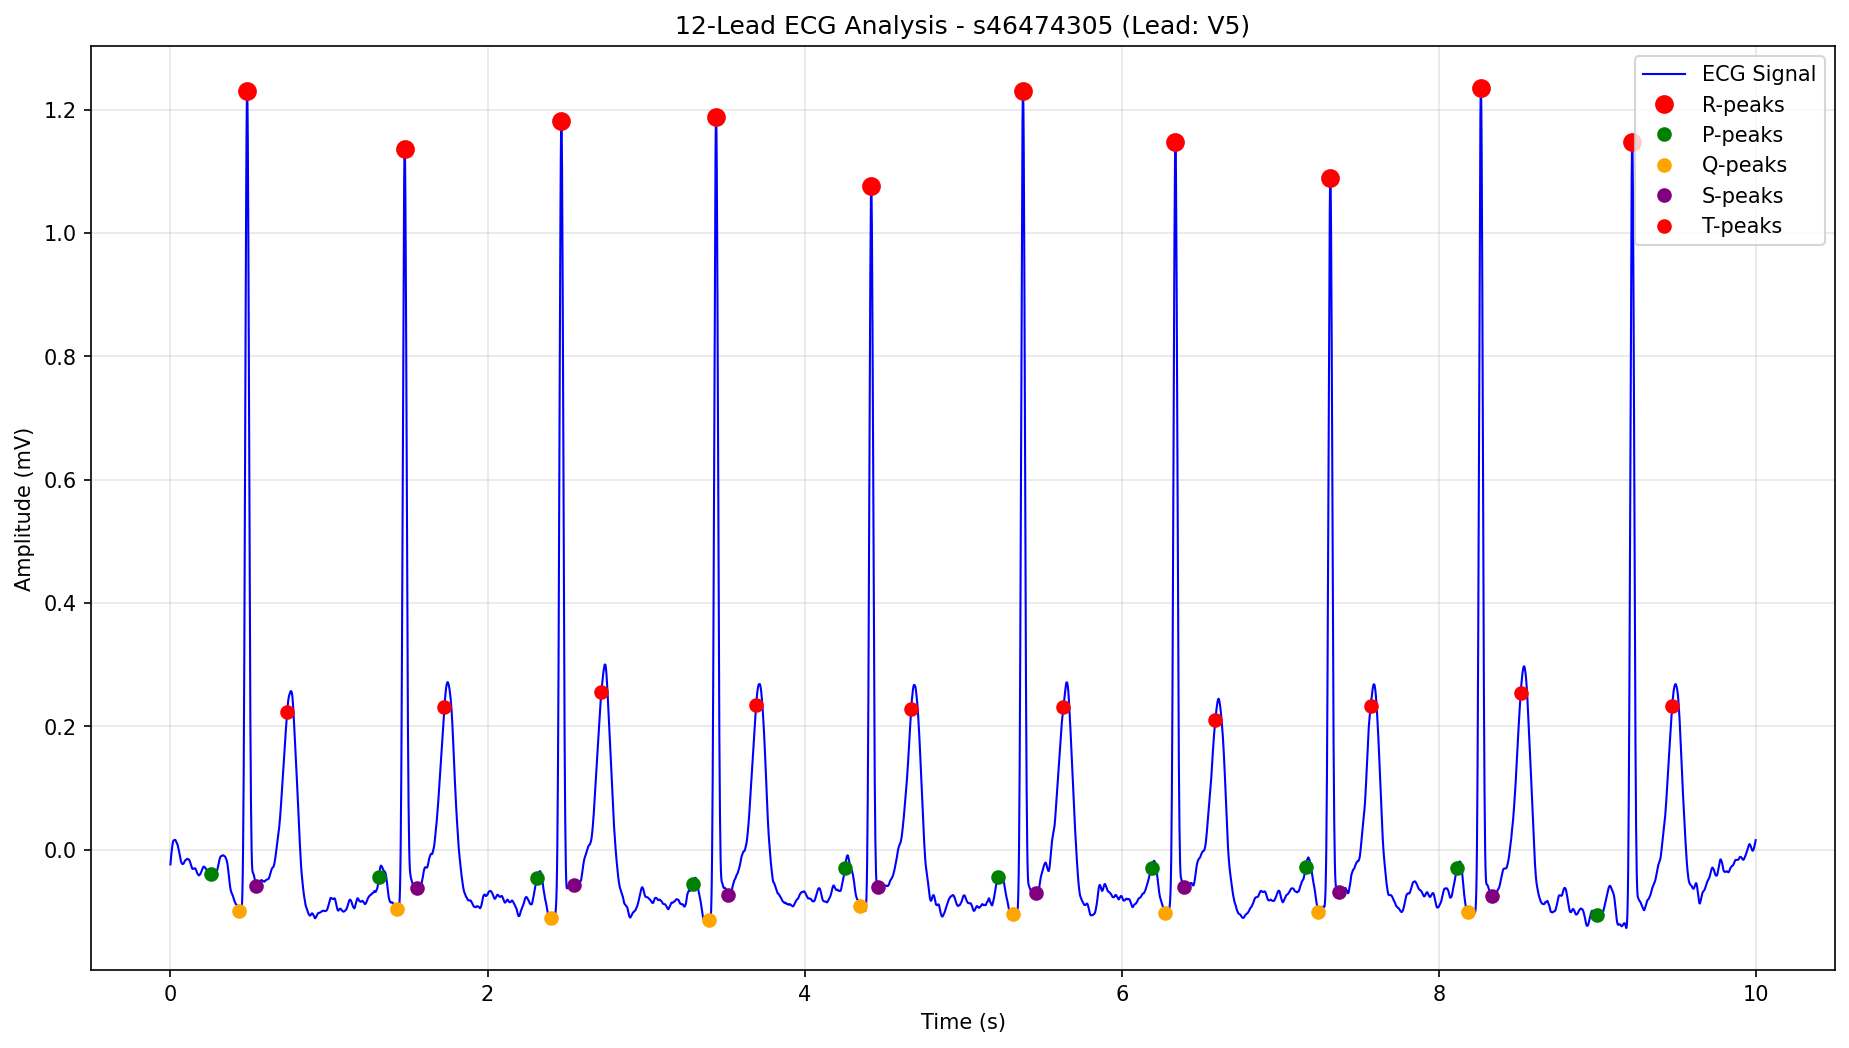 12-Lead ECG Analysis - s46474305 (Lead: V5)
ECG Signal
R-peaks
P-peaks
Q-peaks
S-peaks
T-peaks
Amplitude (mV)
1.2
1.0
0.8
0.6
0.4
0.2
0.0
0 2 4 6 8 10
Time (s)